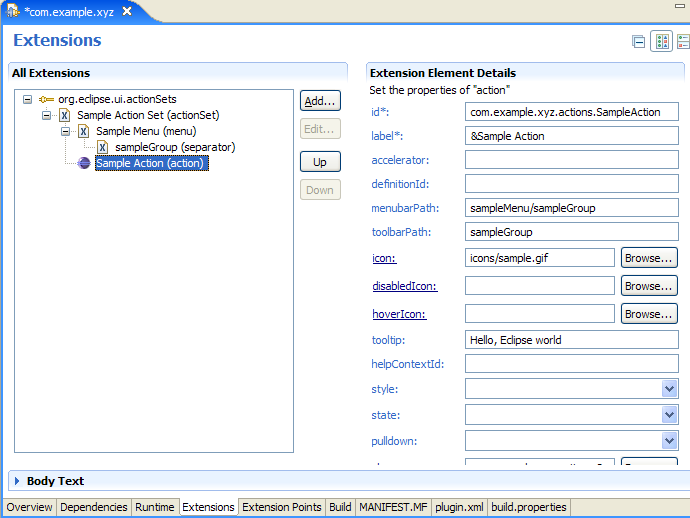 *com.example.xyz
Extensions
All Extensions
org.eclipse.ui.actionSets
Sample Action Set (actionSet)
Sample Menu (menu)
sampleGroup (separator)
Sample Action (action)
Add...
Edit...
Up
Down
Extension Element Details
Set the properties of "action"
id*: com.example.xyz.actions.SampleAction
label*: &Sample Action
accelerator:
definitionId:
menubarPath: sampleMenu/sampleGroup
toolbarPath: sampleGroup
icon: icons/sample.gif Browse...
disabledIcon: Browse...
hoverIcon: Browse...
tooltip: Hello, Eclipse world
helpContextId:
style:
state:
pulldown:
Body Text
Overview Dependencies Runtime Extensions Extension Points Build MANIFEST.MF plugin.xml build.properties